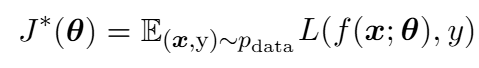 J*(θ) = 𝔼_{(x,y)∼p_data} L(f(x; θ), y)